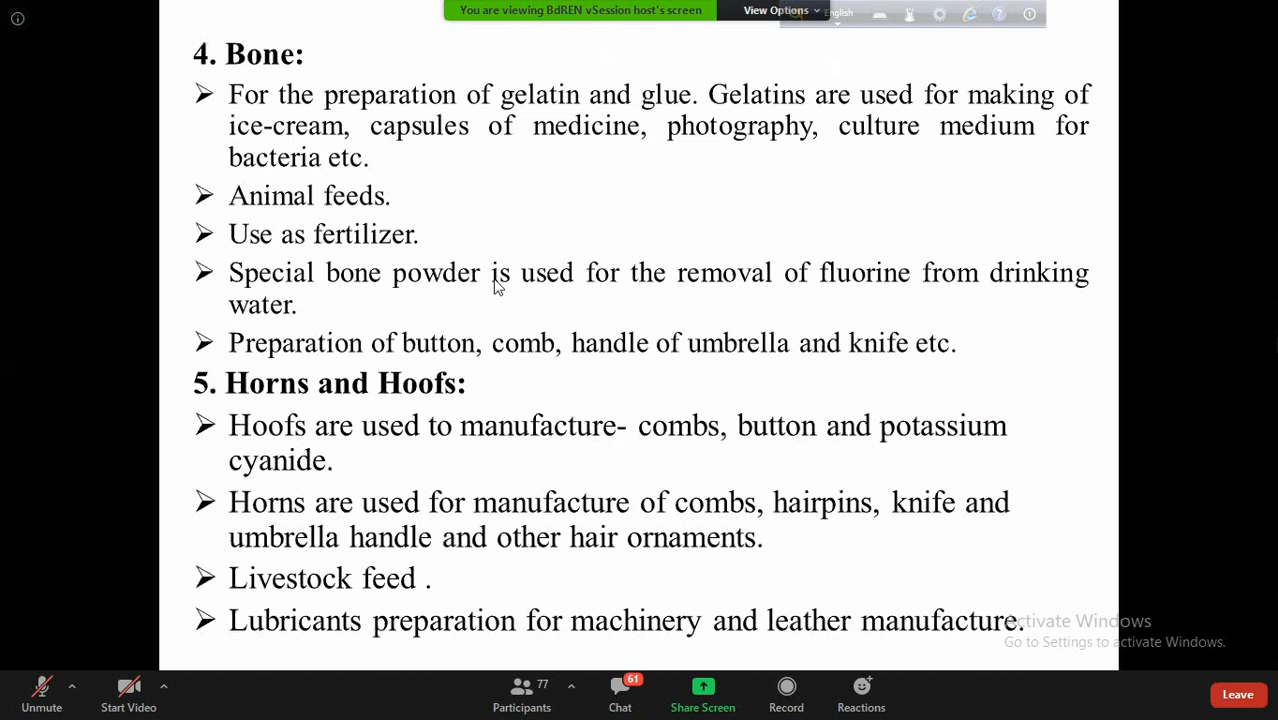 You are viewing BdREN vSession host's screen View Options English
4. Bone:
➢ For the preparation of gelatin and glue. Gelatins are used for making of
ice-cream, capsules of medicine, photography, culture medium for
bacteria etc.
➢ Animal feeds.
➢ Use as fertilizer.
➢ Special bone powder is used for the removal of fluorine from drinking
water.
➢ Preparation of button, comb, handle of umbrella and knife etc.
5. Horns and Hoofs:
➢ Hoofs are used to manufacture- combs, button and potassium
cyanide.
➢ Horns are used for manufacture of combs, hairpins, knife and
umbrella handle and other hair ornaments.
➢ Livestock feed .
➢ Lubricants preparation for machinery and leather manufacture.
Activate Windows
Go to Settings to activate Windows.
77 61
Unmute Start Video Participants Chat Share Screen Record Reactions Leave